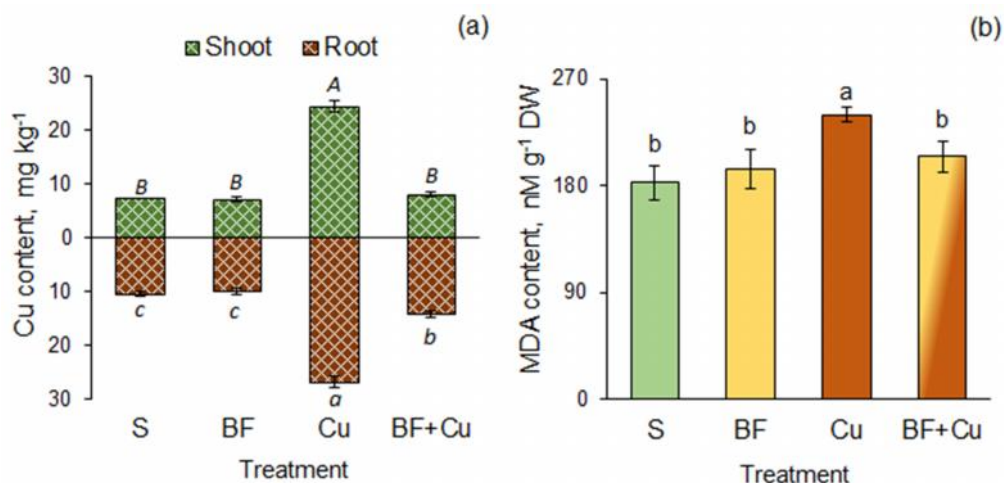 (a)
Shoot Root
Cu content, mg kg⁻¹
30
20
10
0
10
20
30
B B A B
c c a b
S BF Cu BF+Cu
Treatment
(b)
MDA content, nM g⁻¹ DW
270
180
90
0
b b a b
S BF Cu BF+Cu
Treatment